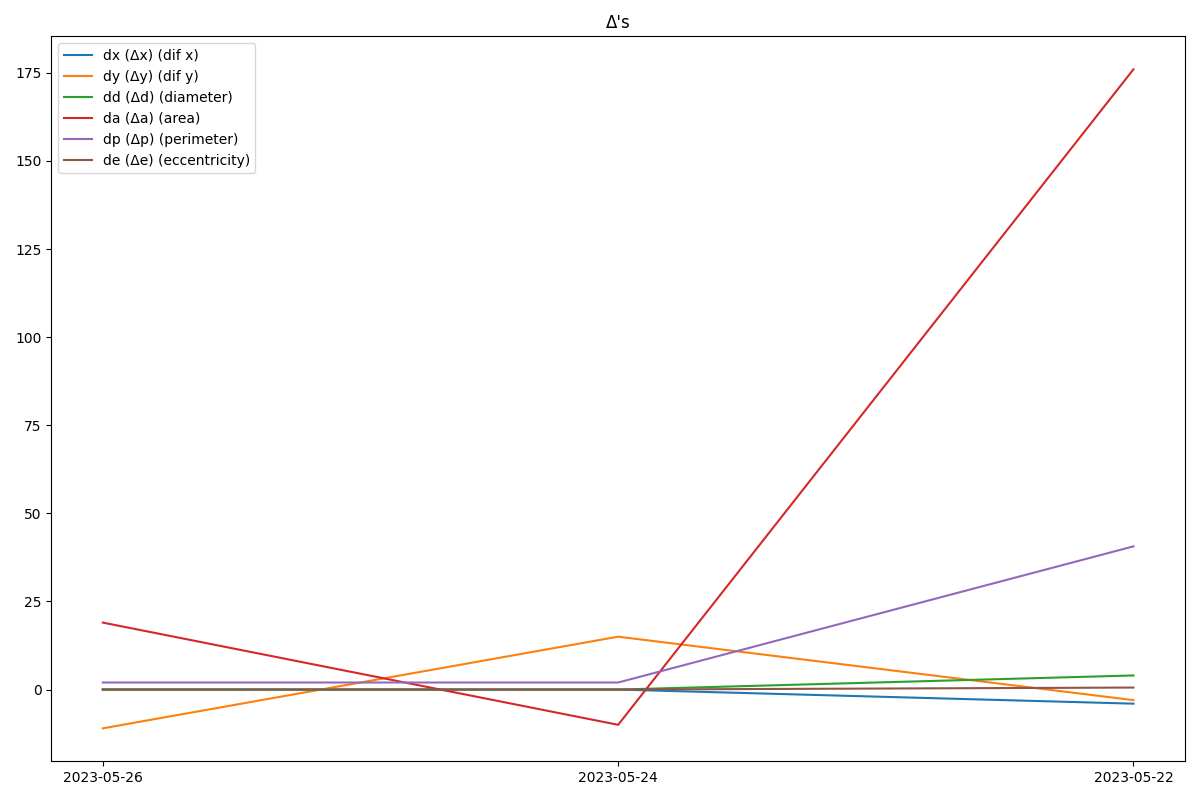 Δ's
dx (Δx) (dif x)
dy (Δy) (dif y)
dd (Δd) (diameter)
da (Δa) (area)
dp (Δp) (perimeter)
de (Δe) (eccentricity)
175
150
125
100
75
50
25
0
2023-05-26 2023-05-24 2023-05-22